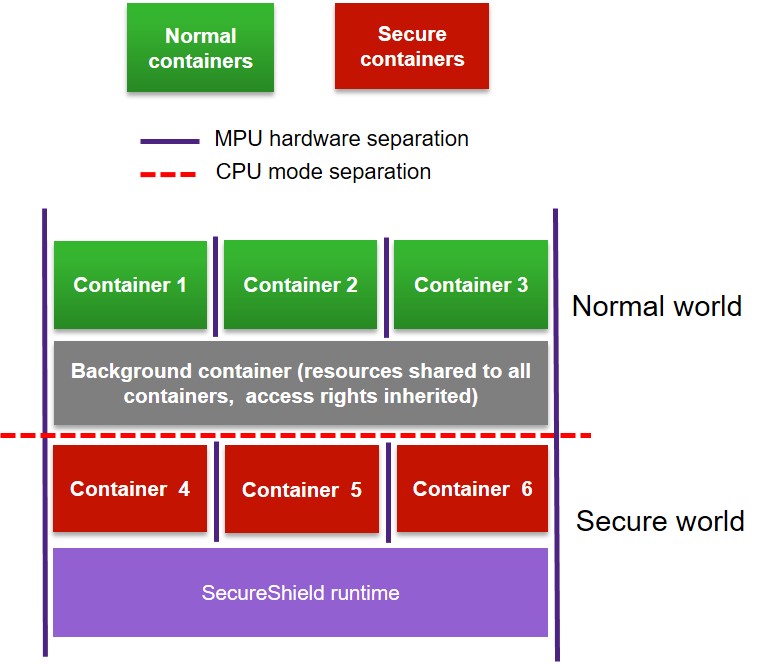 Normal
containers
Secure
containers
MPU hardware separation
CPU mode separation
Container 1
Container 2
Container 3
Normal world
Background container (resources shared to all
containers, access rights inherited)
Container 4
Container 5
Container 6
Secure world
SecureShield runtime